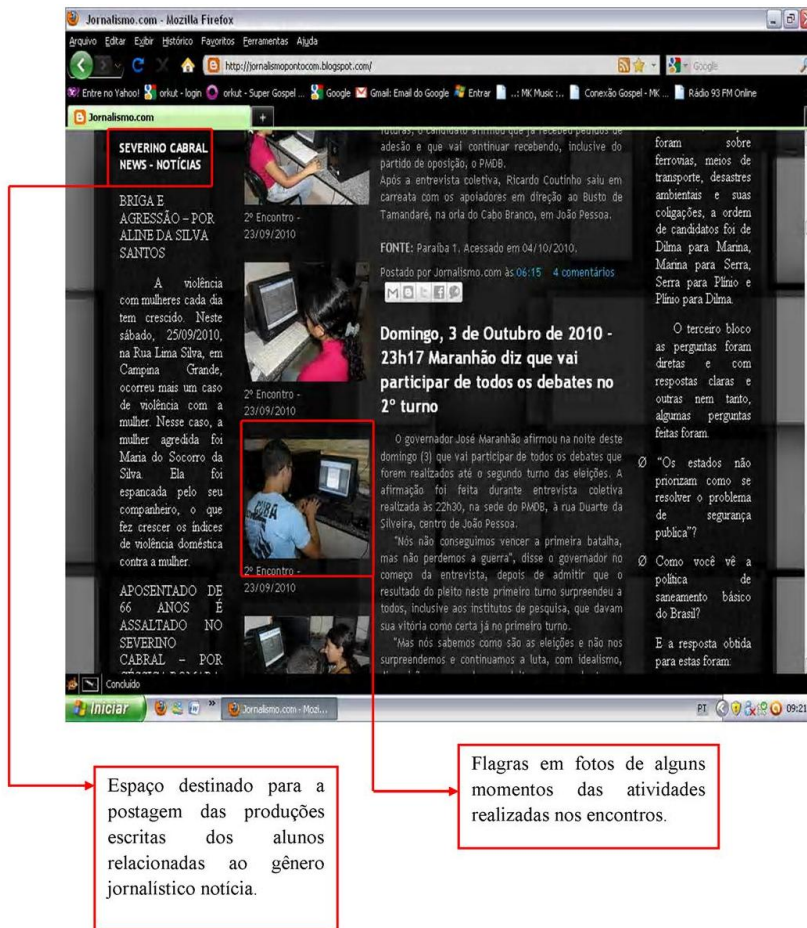 Jornalismo.com - Mozilla Firefox
Arquivo Editar Exibir Histórico Favoritos Ferramentas Ajuda
http://jornalismopontocom.blogspot.com/
Google
Entre no Yahoo! orkut - login orkut - Super Gospel ... Google Gmail: Email do Google Entrar ..: MK Music :.. Conexão Gospel - MK ... Rádio 93 FM Online
Jornalismo.com
SEVERINO CABRAL
NEWS - NOTÍCIAS
BRIGA E
AGRESSÃO – POR
ALINE DA SILVA
SANTOS
A violência
com mulheres cada dia
tem crescido. Neste
sábado, 25/09/2010,
na Rua Lima Silva, em
Campina Grande,
ocorreu mais um caso
de violência com a
mulher. Nesse caso, a
mulher agredida foi
Maria do Socorro da
Silva. Ela foi
espancada pelo seu
companheiro, o que
fez crescer os índices
de violência doméstica
contra a mulher.
APOSENTADO DE
66 ANOS É
ASSALTADO NO
SEVERINO
CABRAL – POR
2º Encontro -
23/09/2010
2º Encontro -
23/09/2010
2º Encontro -
23/09/2010
futuras, o candidato afirmou que já recebeu pedidos de
adesão e que vai continuar recebendo, inclusive do
partido de oposição, o PMDB.
Após a entrevista coletiva, Ricardo Coutinho saiu em
carreata com os apoiadores em direção ao Busto de
Tamandaré, na orla do Cabo Branco, em João Pessoa.
FONTE: Paraíba 1. Acessado em 04/10/2010.
Postado por Jornalismo.com às 06:15 4 comentários
Domingo, 3 de Outubro de 2010 -
23h17 Maranhão diz que vai
participar de todos os debates no
2º turno
O governador José Maranhão afirmou na noite deste
domingo (3) que vai participar de todos os debates que
forem realizados até o segundo turno das eleições. A
afirmação foi feita durante entrevista coletiva
realizada às 22h30, na sede do PMDB, à rua Duarte da
Silveira, centro de João Pessoa.
"Nós não conseguimos vencer a primeira batalha,
mas não perdemos a guerra", disse o governador no
começo da entrevista, depois de admitir que o
resultado do pleito neste primeiro turno surpreendeu a
todos, inclusive aos institutos de pesquisa, que davam
sua vitória como certa já no primeiro turno.
"Mas nós sabemos como são as eleições e não nos
surpreendemos e continuamos a luta, com idealismo,
foram sobre
ferrovias, meios de
transporte, desastres
ambientais e suas
coligações, a ordem
de candidatos foi de
Dilma para Marina,
Marina para Serra,
Serra para Plínio e
Plínio para Dilma.
O terceiro bloco
as perguntas foram
diretas e com
respostas claras e
outras nem tanto,
algumas perguntas
feitas foram.
Ø "Os estados não
priorizam como se
resolver o problema
de segurança
publica"?
Ø Como você vê a
política de
saneamento básico
do Brasil?
E a resposta obtida
para estas foram:
Concluído
Iniciar
Jornalismo.com - Mozi...
PT
09:21
Espaço destinado para a
postagem das produções
escritas dos alunos
relacionadas ao gênero
jornalístico notícia.
Flagras em fotos de alguns
momentos das atividades
realizadas nos encontros.